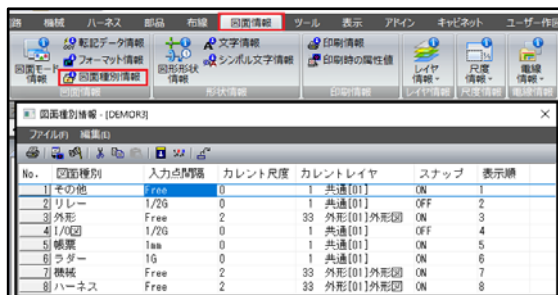 路 機械 ハーネス 部品 布線 図面情報 ツール 表示 アドイン キャビネット ユーザー作図
図面モード情報 転記データ情報 フォーマット情報 図面種別情報
図形形状情報 文字情報 シンボル文字情報
印刷情報 印刷時の属性値
レイヤ情報 尺度情報 電線情報
図面情報 形状情報 印刷情報 レイヤ情報 尺度情報 電線情報
図面種別情報 - [DEMOR3]
ファイル(F) 編集(E)
No. 図面種別 入力点間隔 カレント尺度 カレントレイヤ スナップ 表示順
1 その他 Free 0 1 共通[01] ON 1
2 リレー 1/2G 0 1 共通[01] OFF 2
3 外形 Free 2 33 外形[01]外形図 ON 3
4 I/O図 1/2G 0 1 共通[01] OFF 4
5 帳票 1mm 0 1 共通[01] ON 5
6 ラダー 1G 0 1 共通[01] ON 6
7 機械 Free 2 33 外形[01]外形図 ON 7
8 ハーネス Free 2 33 外形[01]外形図 ON 8